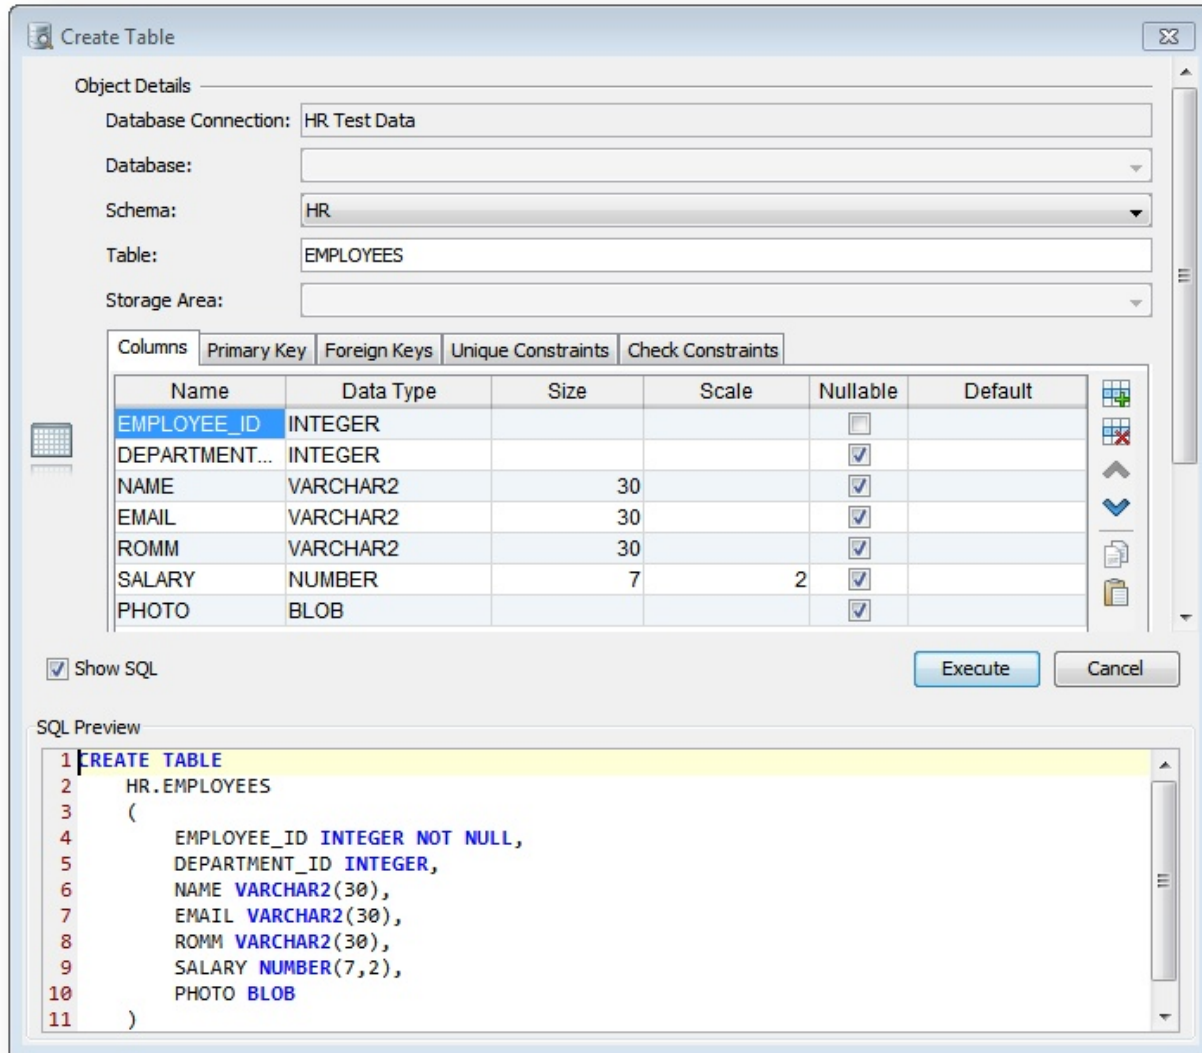 Create Table
Object Details
Database Connection: HR Test Data
Database:
Schema: HR
Table: EMPLOYEES
Storage Area:
Columns Primary Key Foreign Keys Unique Constraints Check Constraints
Name Data Type Size Scale Nullable Default
EMPLOYEE_ID INTEGER
DEPARTMENT... INTEGER
NAME VARCHAR2 30
EMAIL VARCHAR2 30
ROMM VARCHAR2 30
SALARY NUMBER 7 2
PHOTO BLOB
Show SQL Execute Cancel
SQL Preview
1 CREATE TABLE
2 HR.EMPLOYEES
3 (
4 EMPLOYEE_ID INTEGER NOT NULL,
5 DEPARTMENT_ID INTEGER,
6 NAME VARCHAR2(30),
7 EMAIL VARCHAR2(30),
8 ROMM VARCHAR2(30),
9 SALARY NUMBER(7,2),
10 PHOTO BLOB
11 )